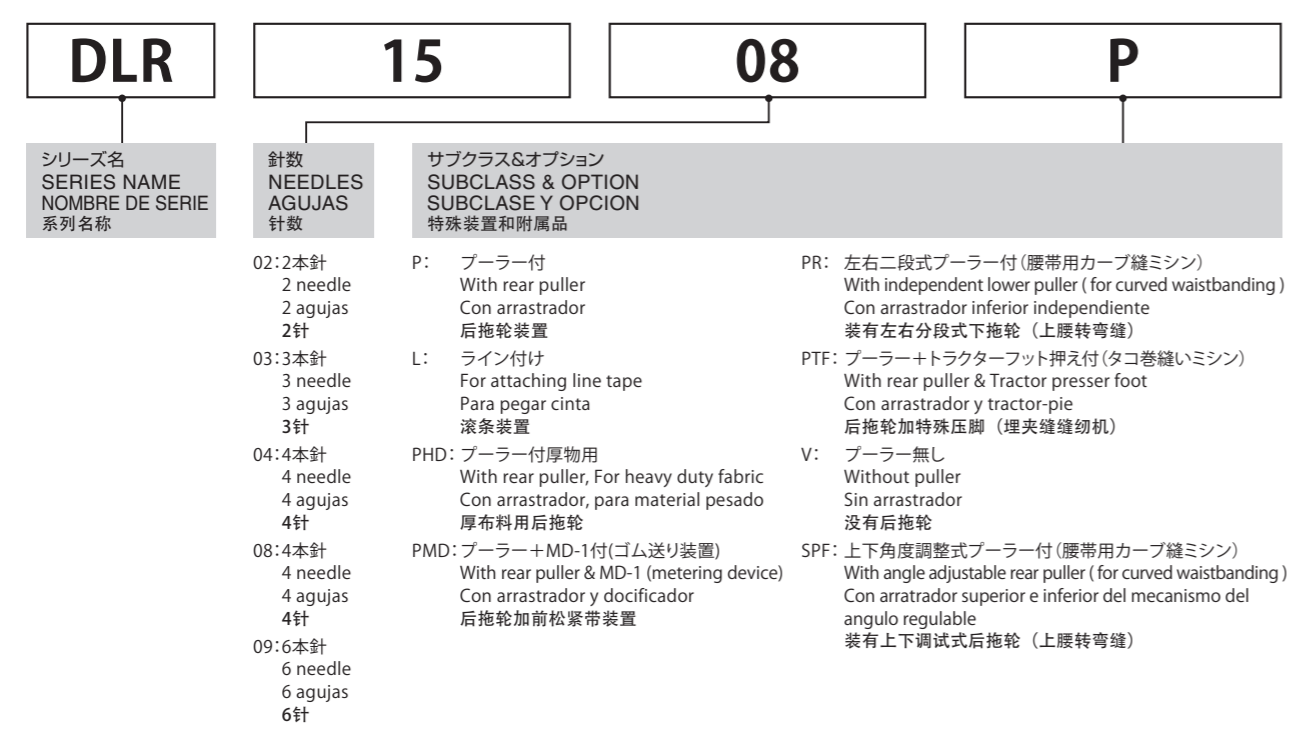 DLR
15
08
P
シリーズ名
SERIES NAME
NOMBRE DE SERIE
系列名称
針数
NEEDLES
AGUJAS
针数
サブクラス&オプション
SUBCLASS & OPTION
SUBCLASE Y OPCION
特殊装置和附属品
02:2本針
2 needle
2 agujas
2针
03:3本針
3 needle
3 agujas
3针
04:4本針
4 needle
4 agujas
4针
08:4本針
4 needle
4 agujas
4针
09:6本針
6 needle
6 agujas
6针
P: プーラー付
With rear puller
Con arrastrador
后拖轮装置
L: ライン付け
For attaching line tape
Para pegar cinta
滚条装置
PHD:プーラー付厚物用
With rear puller, For heavy duty fabric
Con arrastrador, para material pesado
厚布料用后拖轮
PMD:プーラー+MD-1付(ゴム送り装置)
With rear puller & MD-1 (metering device)
Con arrastrador y docificador
后拖轮加前松紧带装置
PR: 左右二段式プーラー付(腰帯用カーブ縫ミシン)
With independent lower puller ( for curved waistbanding )
Con arrastrador inferior independiente
装有左右分段式下拖轮（上腰转弯缝）
PTF:プーラー+トラクターフット押え付(タコ巻縫いミシン)
With rear puller & Tractor presser foot
Con arrastrador y tractor-pie
后拖轮加特殊压脚（埋夹缝缝纫机）
V: プーラー無し
Without puller
Sin arrastrador
没有后拖轮
SPF:上下角度調整式プーラー付(腰帯用カーブ縫ミシン)
With angle adjustable rear puller ( for curved waistbanding )
Con arratrador superior e inferior del mecanismo del
angulo regulable
装有上下调试式后拖轮（上腰转弯缝）